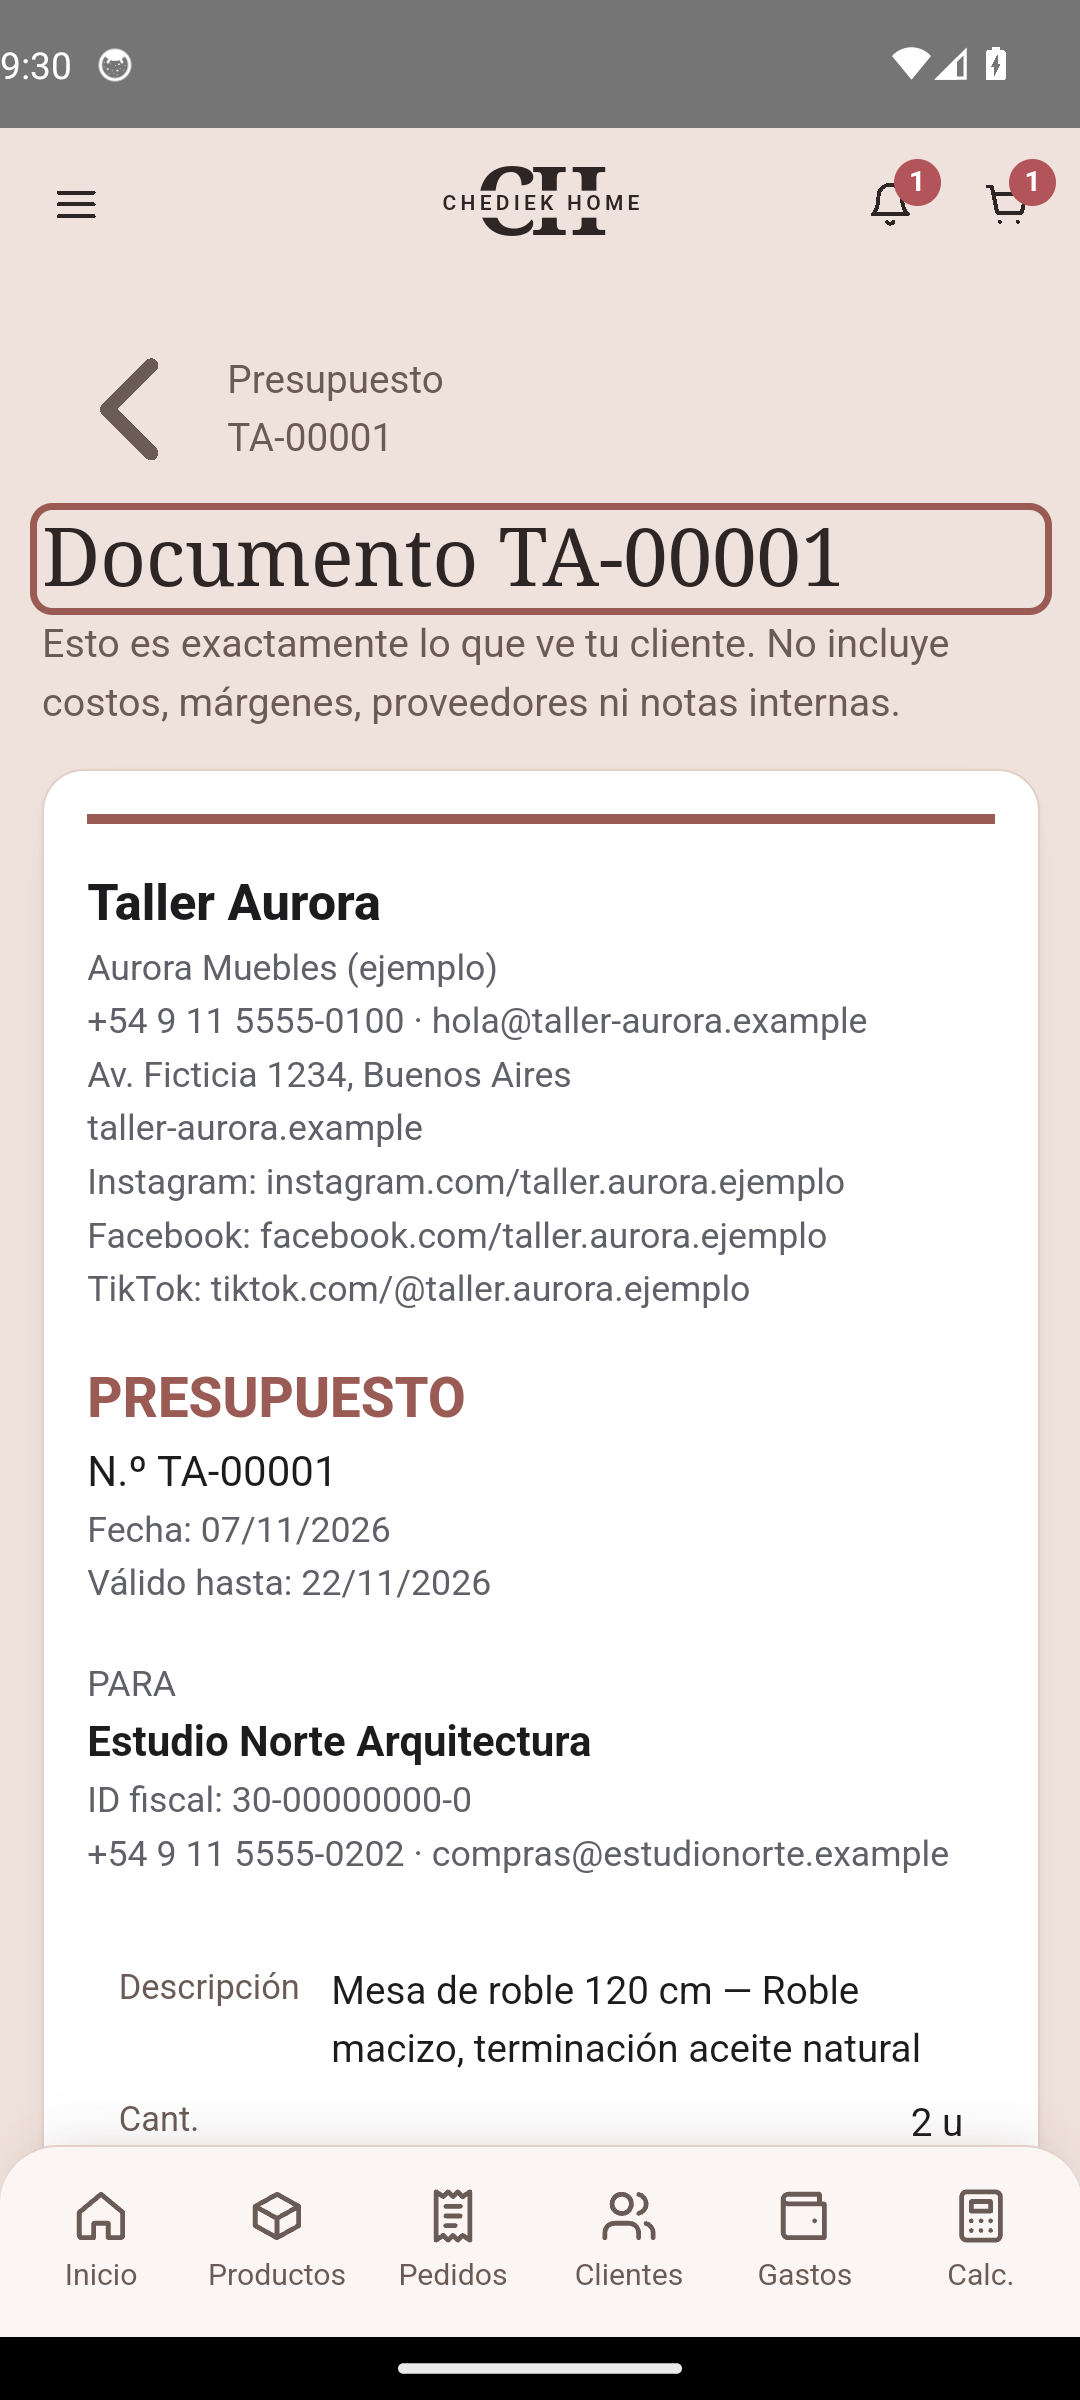 9:30
CH
CHEDIEK HOME
1
1
Presupuesto
TA-00001
Documento TA-00001
Esto es exactamente lo que ve tu cliente. No incluye
costos, márgenes, proveedores ni notas internas.
Taller Aurora
Aurora Muebles (ejemplo)
+54 9 11 5555-0100 · hola@taller-aurora.example
Av. Ficticia 1234, Buenos Aires
taller-aurora.example
Instagram: instagram.com/taller.aurora.ejemplo
Facebook: facebook.com/taller.aurora.ejemplo
TikTok: tiktok.com/@taller.aurora.ejemplo
PRESUPUESTO
N.º TA-00001
Fecha: 07/11/2026
Válido hasta: 22/11/2026
PARA
Estudio Norte Arquitectura
ID fiscal: 30-00000000-0
+54 9 11 5555-0202 · compras@estudionorte.example
Descripción Mesa de roble 120 cm — Roble
macizo, terminación aceite natural
Cant. 2 u
Inicio Productos Pedidos Clientes Gastos Calc.